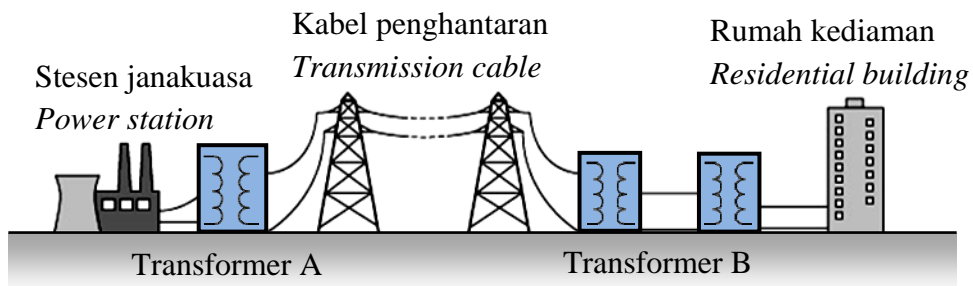 Stesen janakuasa
Power station
Kabel penghantaran
Transmission cable
Rumah kediaman
Residential building
Transformer A
Transformer B